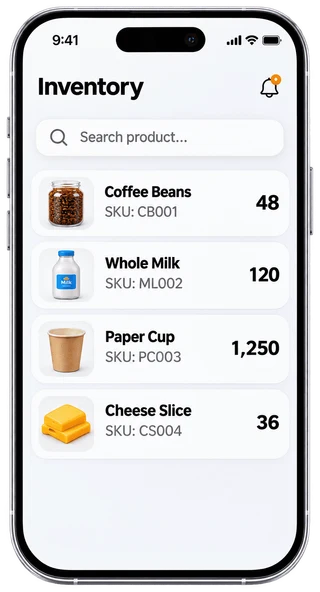 9:41
Inventory
Search product...
Coffee Beans
SKU: CB001
48
Whole Milk
SKU: ML002
120
Milk
Paper Cup
SKU: PC003
1,250
Cheese Slice
SKU: CS004
36